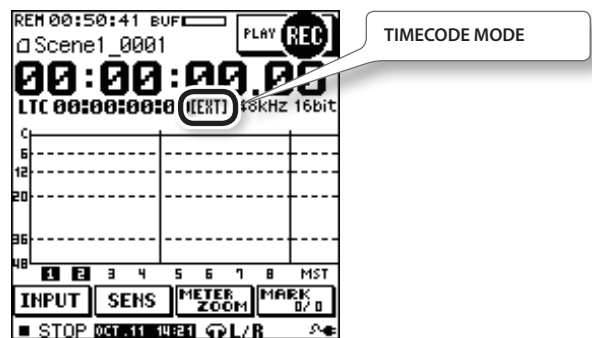 REM 00:50:41 BUF
PLAY REC
Scene1_0001
TIMECODE MODE
00:00:00.00
LTC 00:00:00:0 [EXT] 48kHz 16bit
C
6
12
20
36
48
1 2 3 4 5 6 7 8 MST
INPUT SENS METER ZOOM MARK 0/ 0
STOP OCT.11 14:21 L/R